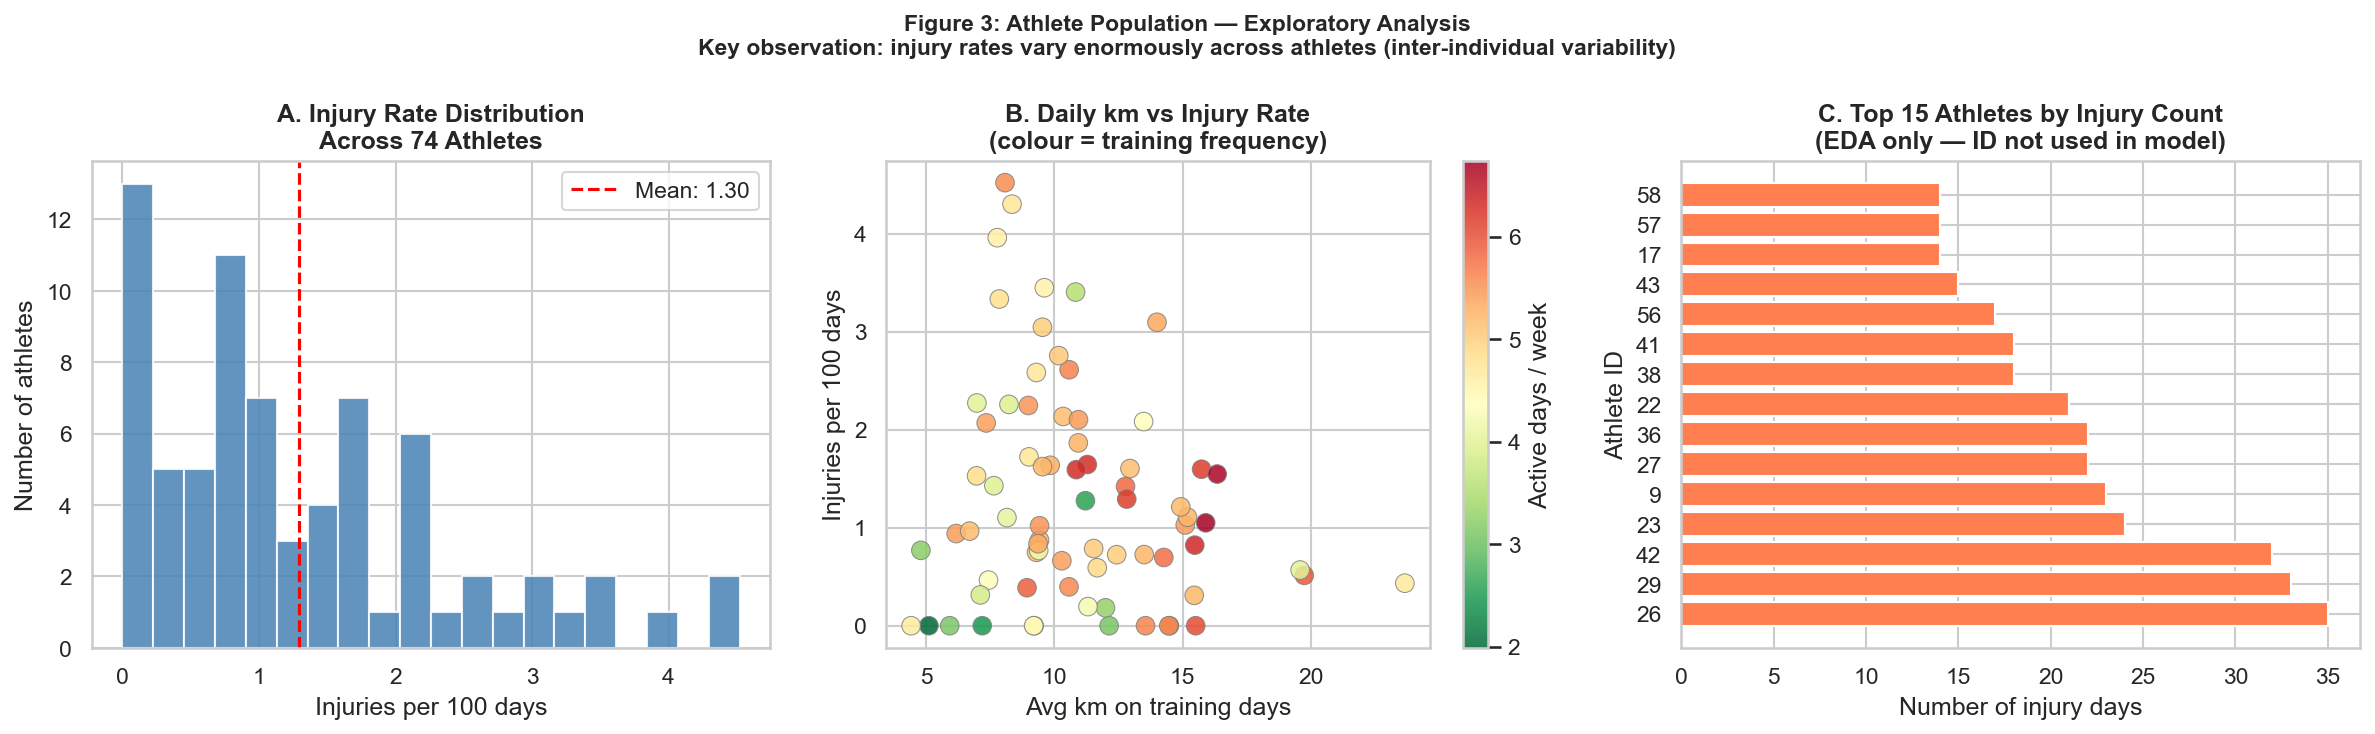 Figure 3: Athlete Population — Exploratory Analysis
Key observation: injury rates vary enormously across athletes (inter-individual variability)
A. Injury Rate Distribution
Across 74 Athletes
Mean: 1.30
Number of athletes
12
10
8
6
4
2
0
0 1 2 3 4
Injuries per 100 days
B. Daily km vs Injury Rate
(colour = training frequency)
Injuries per 100 days
4
3
2
1
0
5 10 15 20
Avg km on training days
6
5
4
3
2
Active days / week
C. Top 15 Athletes by Injury Count
(EDA only — ID not used in model)
Athlete ID
58
57
17
43
56
41
38
22
36
27
9
23
42
29
26
0 5 10 15 20 25 30 35
Number of injury days